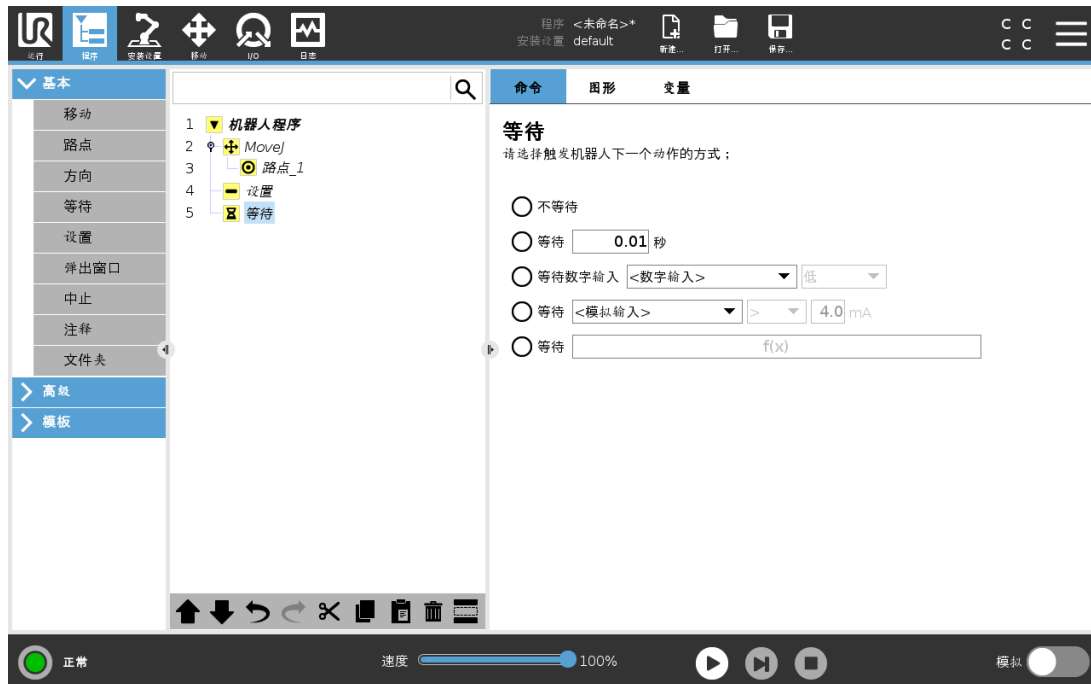 程序 <未命名>*
安装设置 default
新建... 打开... 保存...
C C
C C
运行 程序 安装设置 移动 I/O 日志
基本
移动
路点
方向
等待
设置
弹出窗口
中止
注释
文件夹
高级
模板
1 机器人程序
2 MoveJ
3 路点_1
4 设置
5 等待
命令 图形 变量
等待
请选择触发机器人下一个动作的方式；
不等待
等待 0.01 秒
等待数字输入 <数字输入> 低
等待 <模拟输入> > 4.0 mA
等待 f(x)
正常 速度 100% 模拟